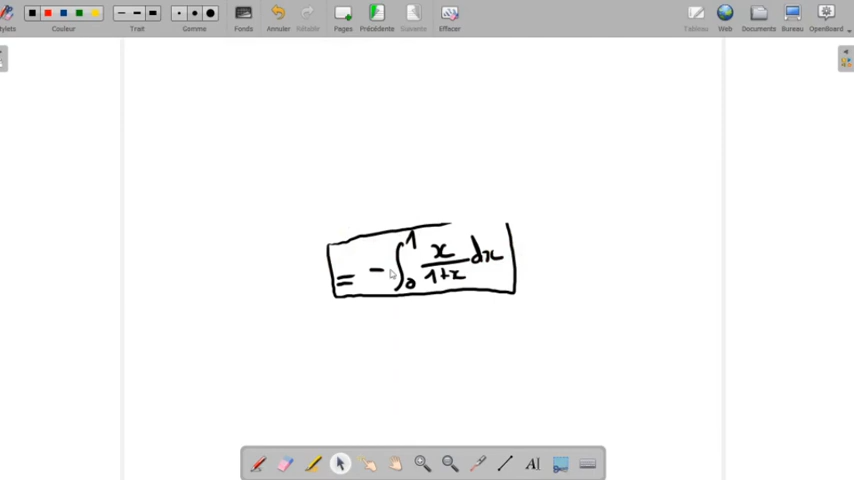 Stylets Couleur Trait Gomme Fonds Annuler Rétablir Pages Précédente Suivante Effacer Tableau Web Documents Bureau OpenBoard
= - ∫₀¹ x/(1+x) dx
AI